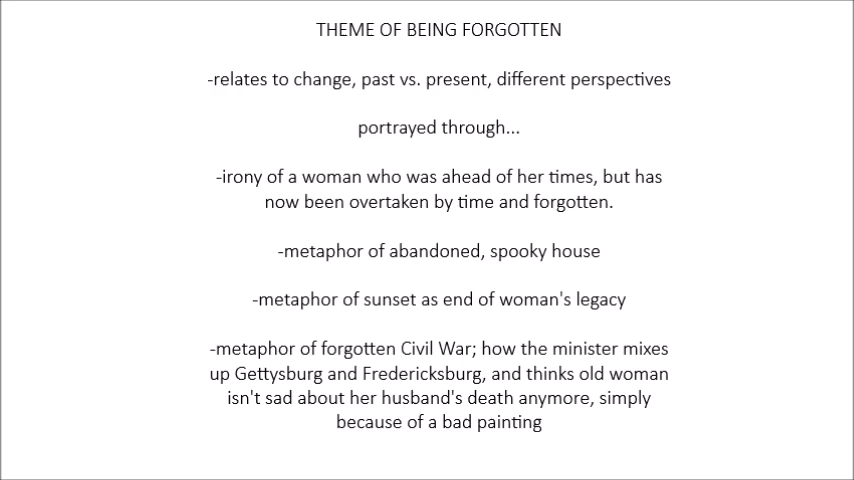 THEME OF BEING FORGOTTEN
-relates to change, past vs. present, different perspectives
portrayed through...
-irony of a woman who was ahead of her times, but has
now been overtaken by time and forgotten.
-metaphor of abandoned, spooky house
-metaphor of sunset as end of woman's legacy
-metaphor of forgotten Civil War; how the minister mixes
up Gettysburg and Fredericksburg, and thinks old woman
isn't sad about her husband's death anymore, simply
because of a bad painting